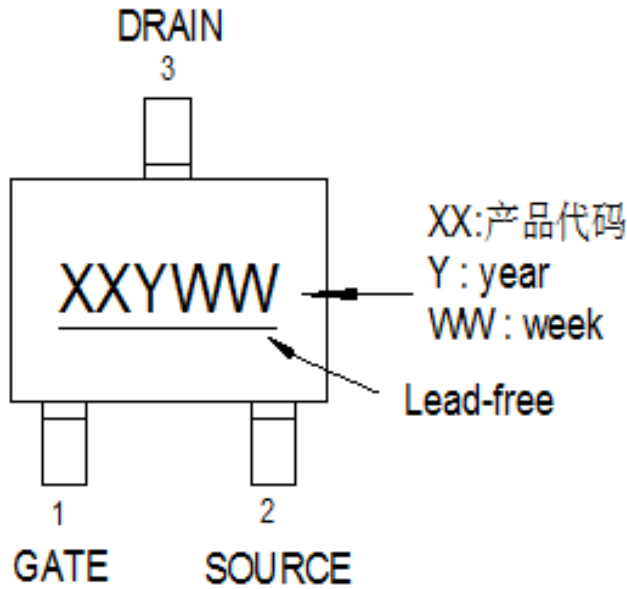 DRAIN
3
XXYWW
XX:产品代码
Y : year
WW : week
Lead-free
1
2
GATE
SOURCE